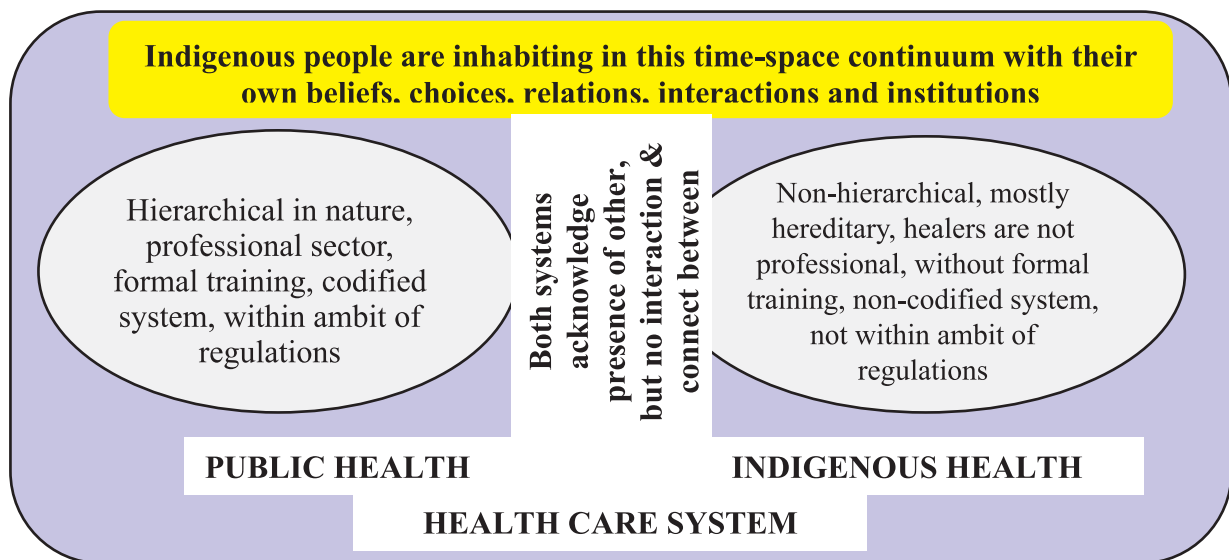 Indigenous people are inhabiting in this time-space continuum with their
own beliefs, choices, relations, interactions and institutions
Hierarchical in nature,
professional sector,
formal training, codified
system, within ambit of
regulations
Both systems
acknowledge
presence of other,
but no interaction &
connect between
Non-hierarchical, mostly
hereditary, healers are not
professional, without formal
training, non-codified system,
not within ambit of
regulations
PUBLIC HEALTH
INDIGENOUS HEALTH
HEALTH CARE SYSTEM